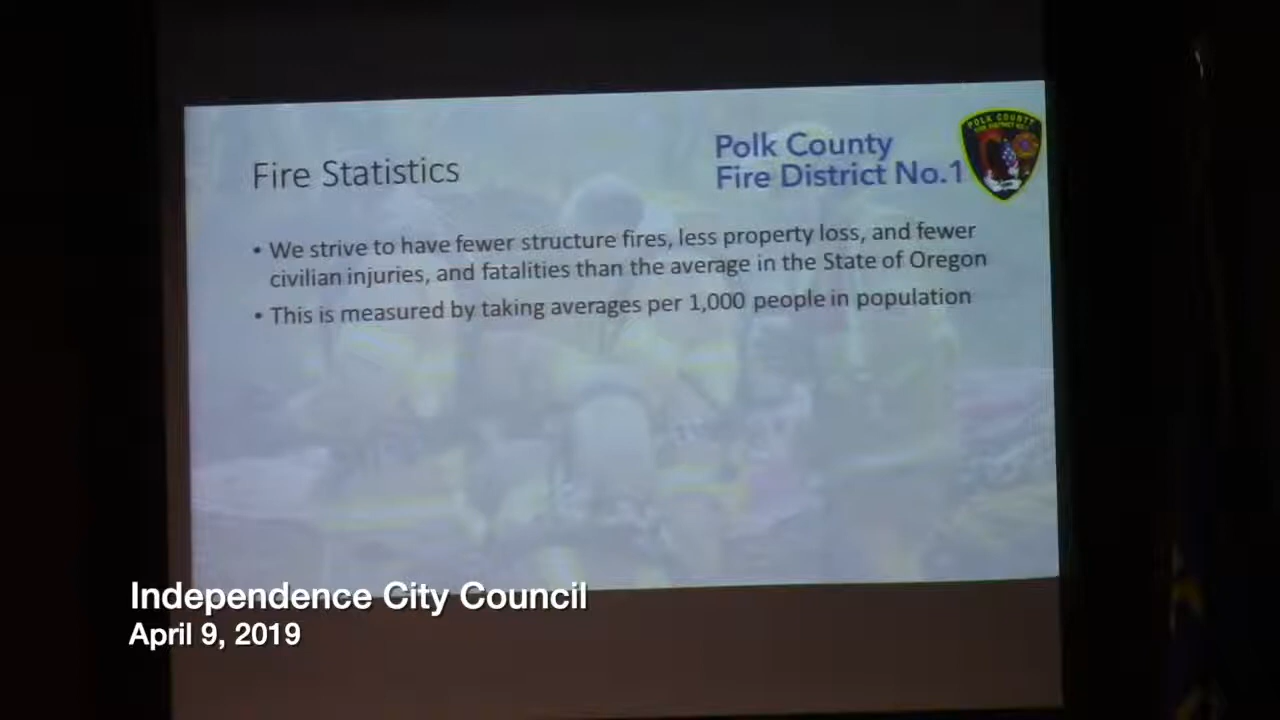 Fire Statistics
Polk County
Fire District No.1
POLK COUNTY
• We strive to have fewer structure fires, less property loss, and fewer
civilian injuries, and fatalities than the average in the State of Oregon
• This is measured by taking averages per 1,000 people in population
Independence City Council
April 9, 2019